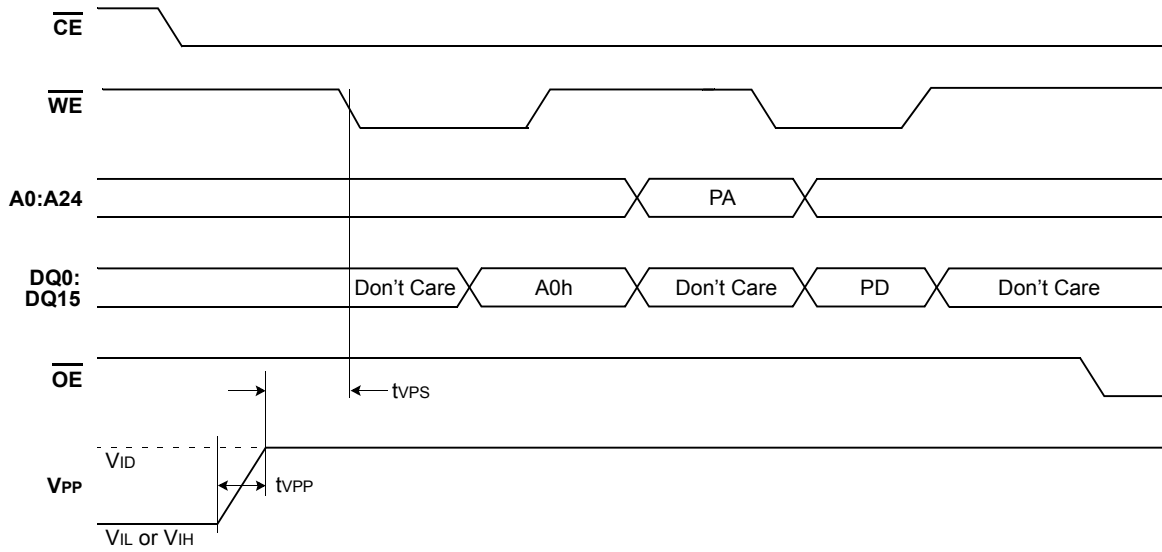 CE
WE
A0:A24
PA
DQ0:
DQ15
Don't Care
A0h
Don't Care
PD
Don't Care
OE
tVPS
VID
VPP
tVPP
VIL or VIH